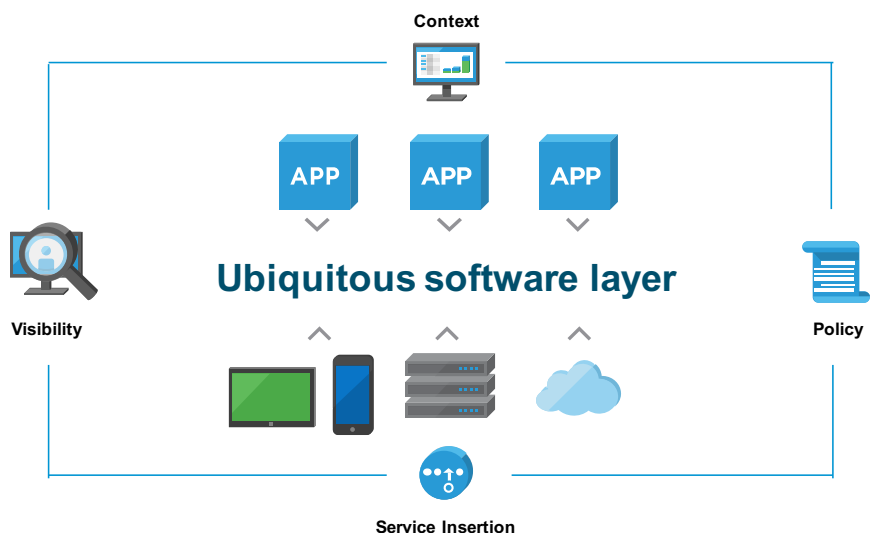 Context
APP
APP
APP
Ubiquitous software layer
Visibility
Policy
Service Insertion